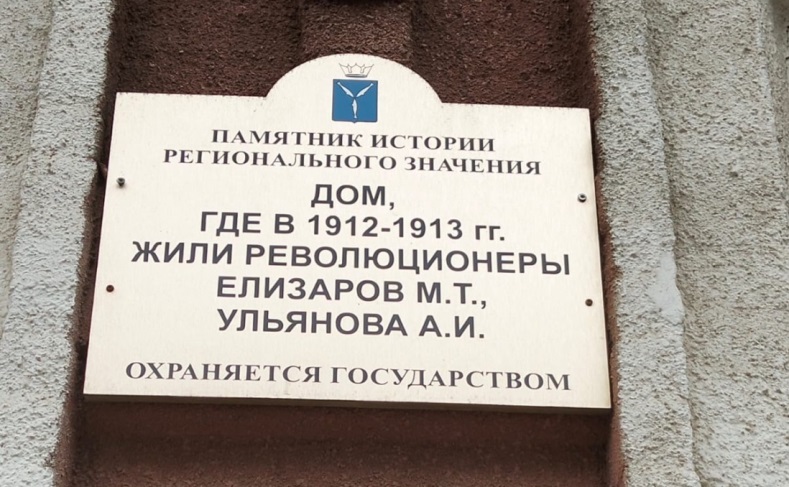 ПАМЯТНИК ИСТОРИИ
РЕГИОНАЛЬНОГО ЗНАЧЕНИЯ
ДОМ,
ГДЕ В 1912-1913 гг.
ЖИЛИ РЕВОЛЮЦИОНЕРЫ
ЕЛИЗАРОВ М.Т.,
УЛЬЯНОВА А.И.
ОХРАНЯЕТСЯ ГОСУДАРСТВОМ